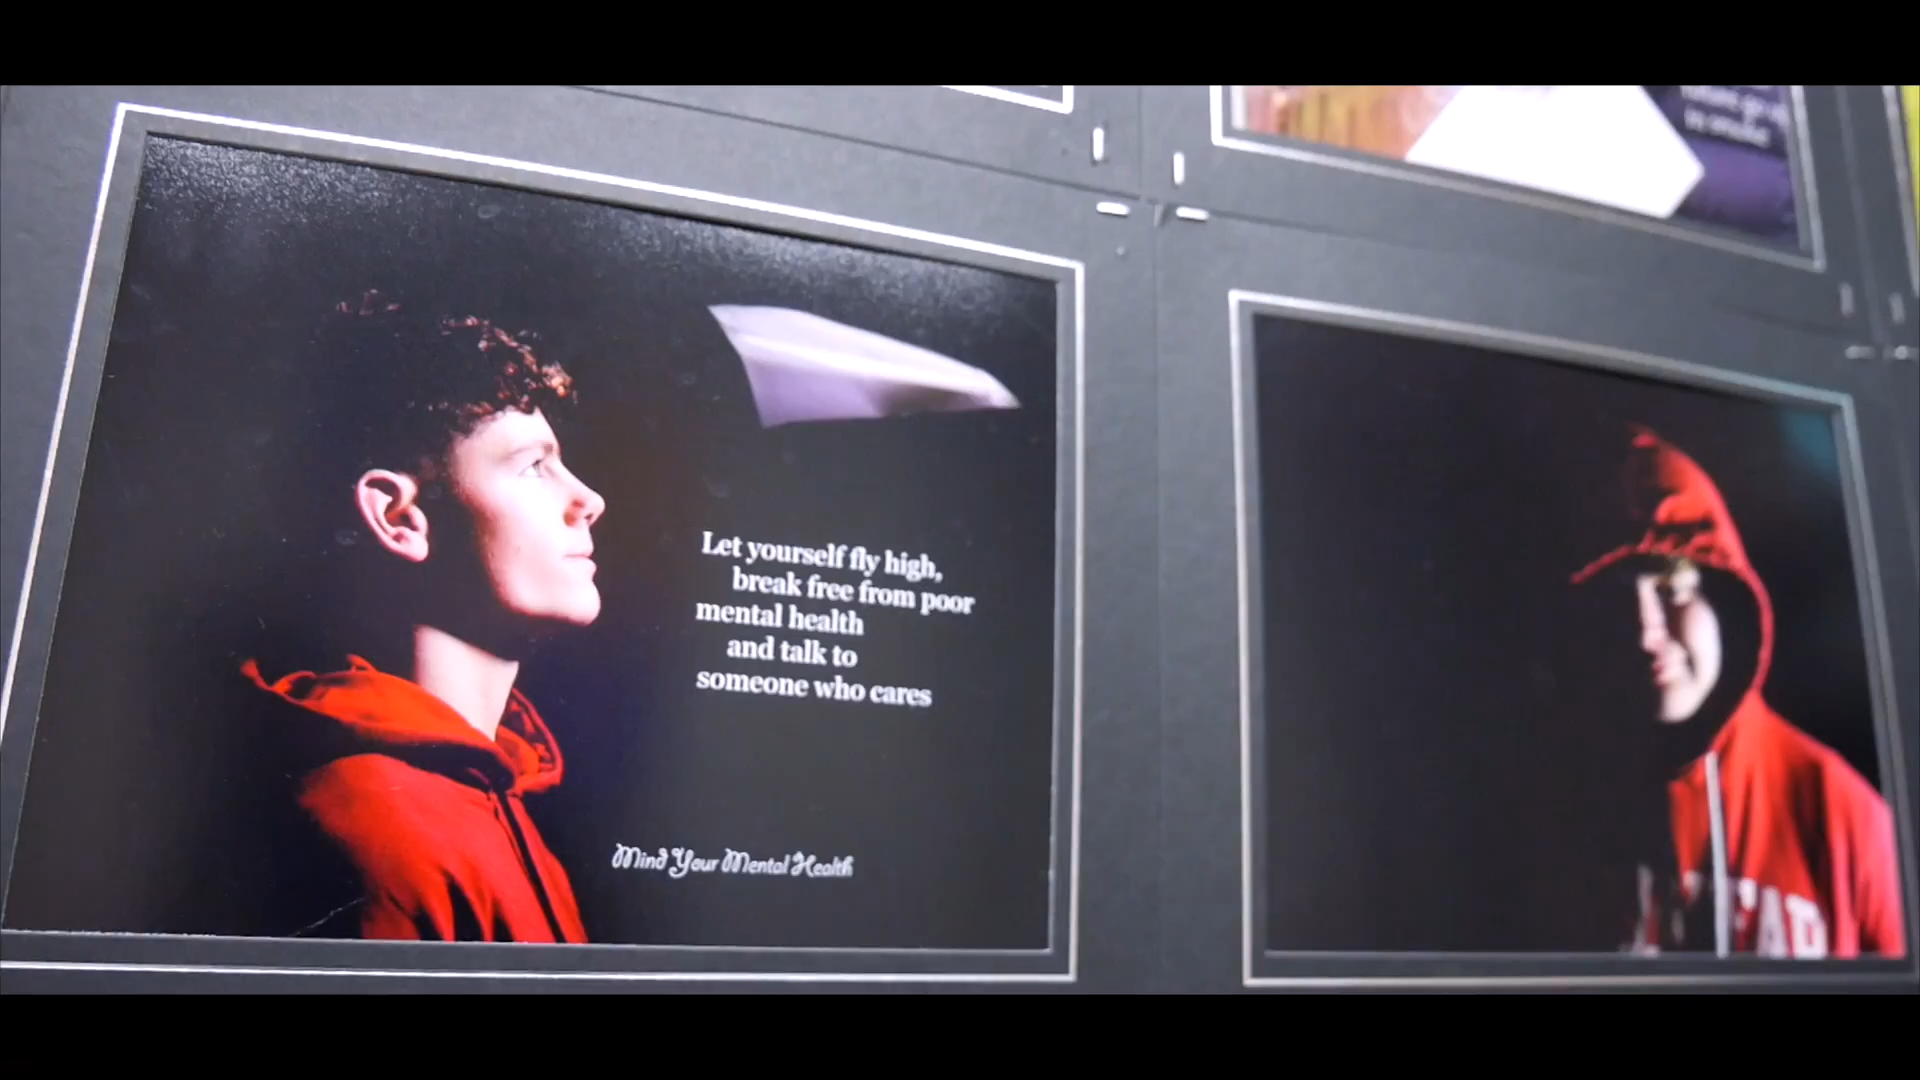 Let yourself fly high,
break free from poor
mental health
and talk to
someone who cares
Mind Your Mental Health